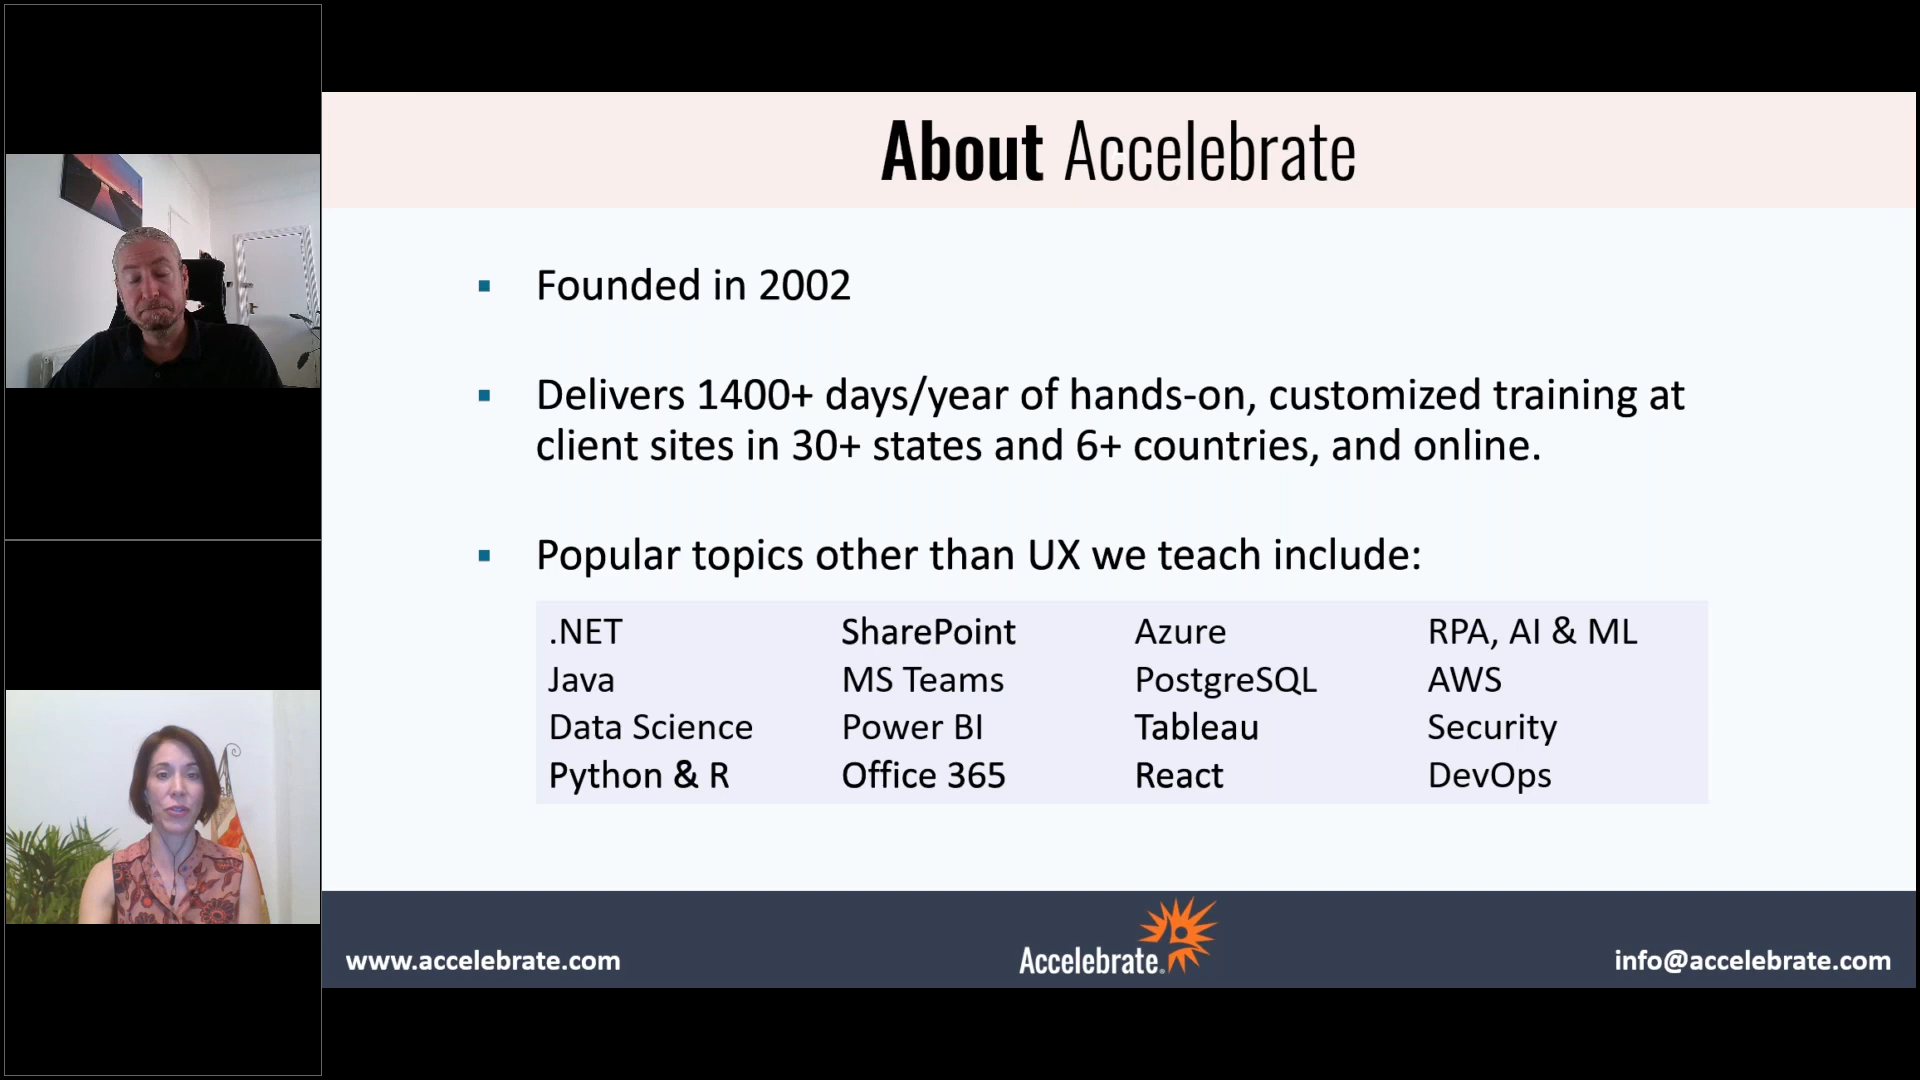 About Accelebrate
▪ Founded in 2002
▪ Delivers 1400+ days/year of hands-on, customized training at
client sites in 30+ states and 6+ countries, and online.
▪ Popular topics other than UX we teach include:
.NET SharePoint Azure RPA, AI & ML
Java MS Teams PostgreSQL AWS
Data Science Power BI Tableau Security
Python & R Office 365 React DevOps
www.accelebrate.com Accelebrate® info@accelebrate.com